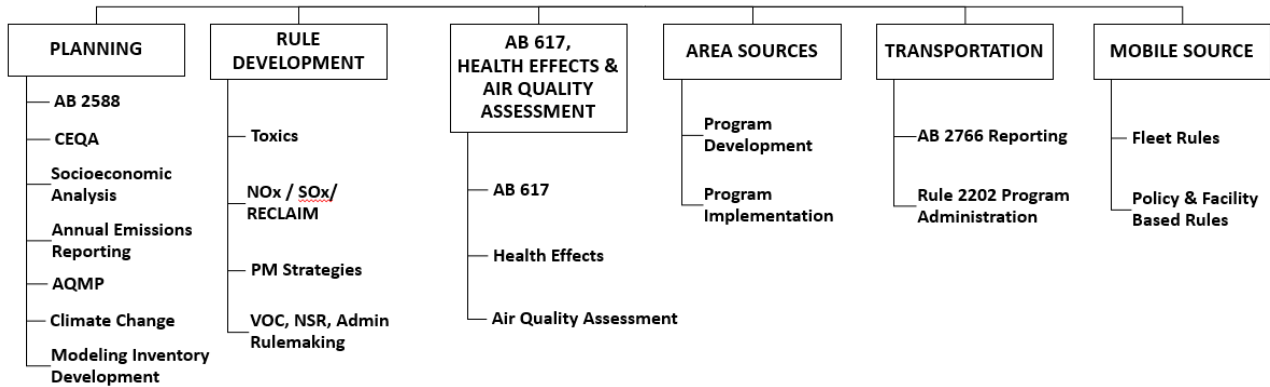 PLANNING
AB 2588
CEQA
Socioeconomic
Analysis
Annual Emissions
Reporting
AQMP
Climate Change
Modeling Inventory
Development
RULE
DEVELOPMENT
Toxics
NOx / SOx/
RECLAIM
PM Strategies
VOC, NSR, Admin
Rulemaking
AB 617,
HEALTH EFFECTS &
AIR QUALITY
ASSESSMENT
AB 617
Health Effects
Air Quality Assessment
AREA SOURCES
Program
Development
Program
Implementation
TRANSPORTATION
AB 2766 Reporting
Rule 2202 Program
Administration
MOBILE SOURCE
Fleet Rules
Policy & Facility
Based Rules